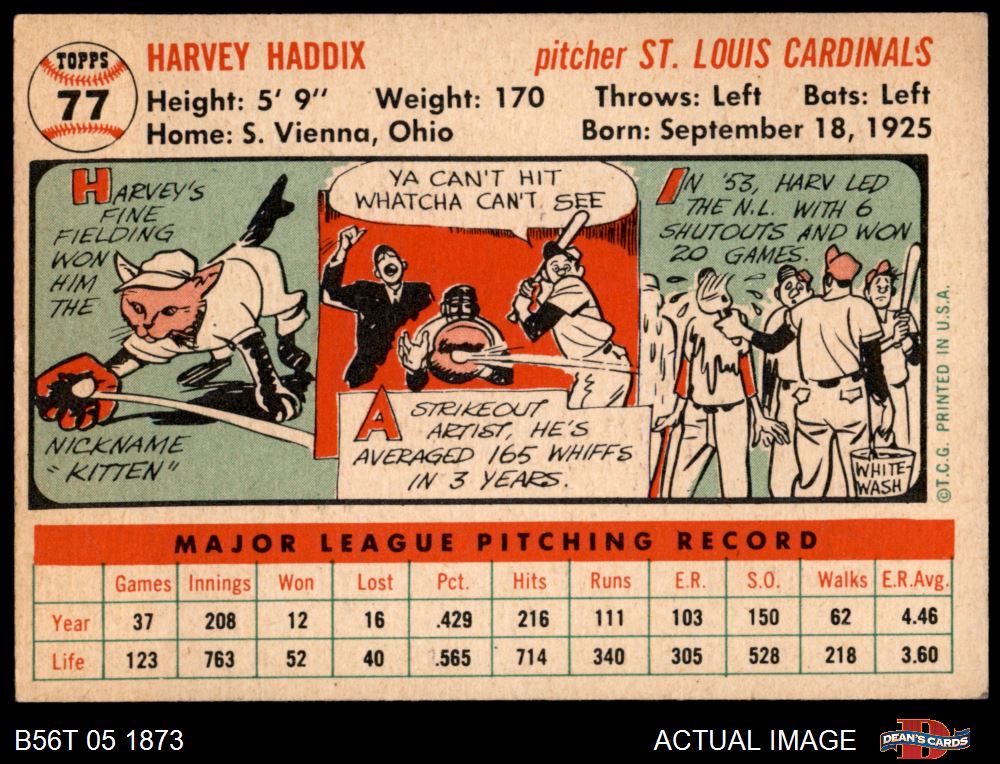 TOPPS
77
HARVEY HADDIX
pitcher ST. LOUIS CARDINALS
Height: 5' 9" Weight: 170 Throws: Left Bats: Left
Home: S. Vienna, Ohio Born: September 18, 1925
HARVEY'S
FINE
FIELDING
WON
HIM
THE
NICKNAME
"KITTEN"
YA CAN'T HIT
WHATCHA CAN'T SEE
A STRIKEOUT
ARTIST, HE'S
AVERAGED 165 WHIFFS
IN 3 YEARS.
IN '53, HARV LED
THE N.L. WITH 6
SHUTOUTS AND WON
20 GAMES.
WHITE-
WASH
©T.C.G. PRINTED IN U.S.A.
MAJOR LEAGUE PITCHING RECORD
Games Innings Won Lost Pct. Hits Runs E.R. S.O. Walks E.R.Avg.
Year 37 208 12 16 .429 216 111 103 150 62 4.46
Life 123 763 52 40 .565 714 340 305 528 218 3.60
B56T 05 1873
ACTUAL IMAGE
D
DEAN'S CARDS